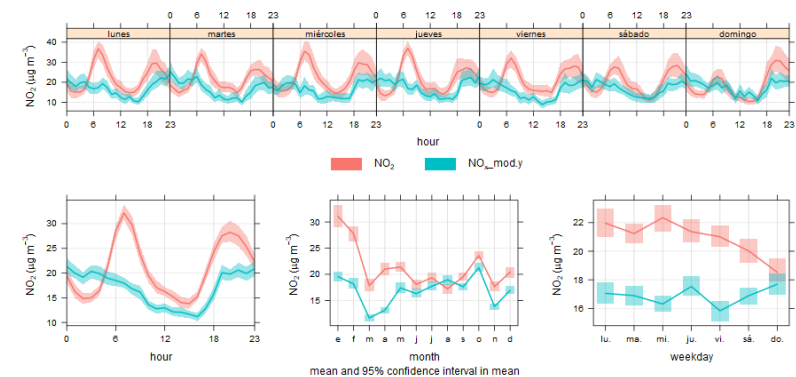 0 6 12 18 23 0 6 12 18 23 0 6 12 18 23
lunes martes miércoles jueves viernes sábado domingo
NO₂ (µg m⁻³)
40
30
20
10
0 6 12 18 23 0 6 12 18 23 0 6 12 18 23 0 6 12 18 23
hour
NO₂ NOₓ_mod.y
NO₂ (µg m⁻³)
30
25
20
15
10
0 6 12 18 23
hour
NO₂ (µg m⁻³)
30
25
20
15
e f m a m j j a s o n d
month
NO₂ (µg m⁻³)
22
20
18
16
lu. ma. mi. ju. vi. sá. do.
weekday
mean and 95% confidence interval in mean